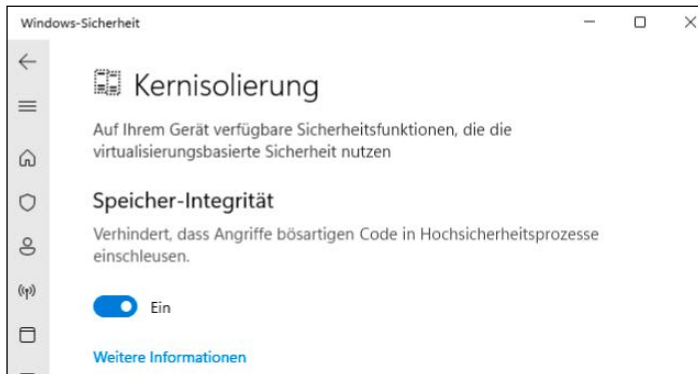 Windows-Sicherheit
Kernisolierung
Auf Ihrem Gerät verfügbare Sicherheitsfunktionen, die die
virtualisierungsbasierte Sicherheit nutzen
Speicher-Integrität
Verhindert, dass Angriffe bösartigen Code in Hochsicherheitsprozesse
einschleusen.
Ein
Weitere Informationen